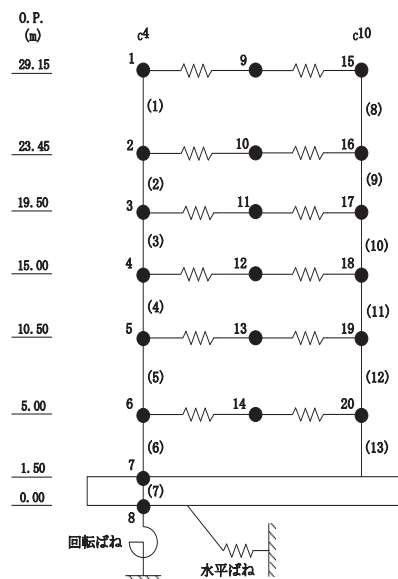 O.P.
(m)
C4 C10
29.15 1 9 15
(1) (8)
23.45 2 10 16
(2) (9)
19.50 3 11 17
(3) (10)
15.00 4 12 18
(4) (11)
10.50 5 13 19
(5) (12)
5.00 6 14 20
(6) (13)
1.50 7
(7)
0.00
8
回転ばね
水平ばね